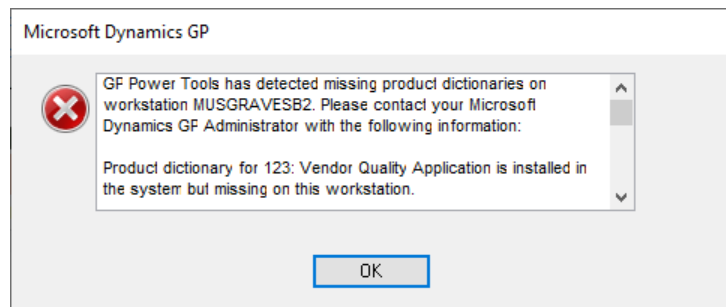 Microsoft Dynamics GP
GP Power Tools has detected missing product dictionaries on
workstation MUSGRAVESB2. Please contact your Microsoft
Dynamics GP Administrator with the following information:
Product dictionary for 123: Vendor Quality Application is installed in
the system but missing on this workstation.
OK